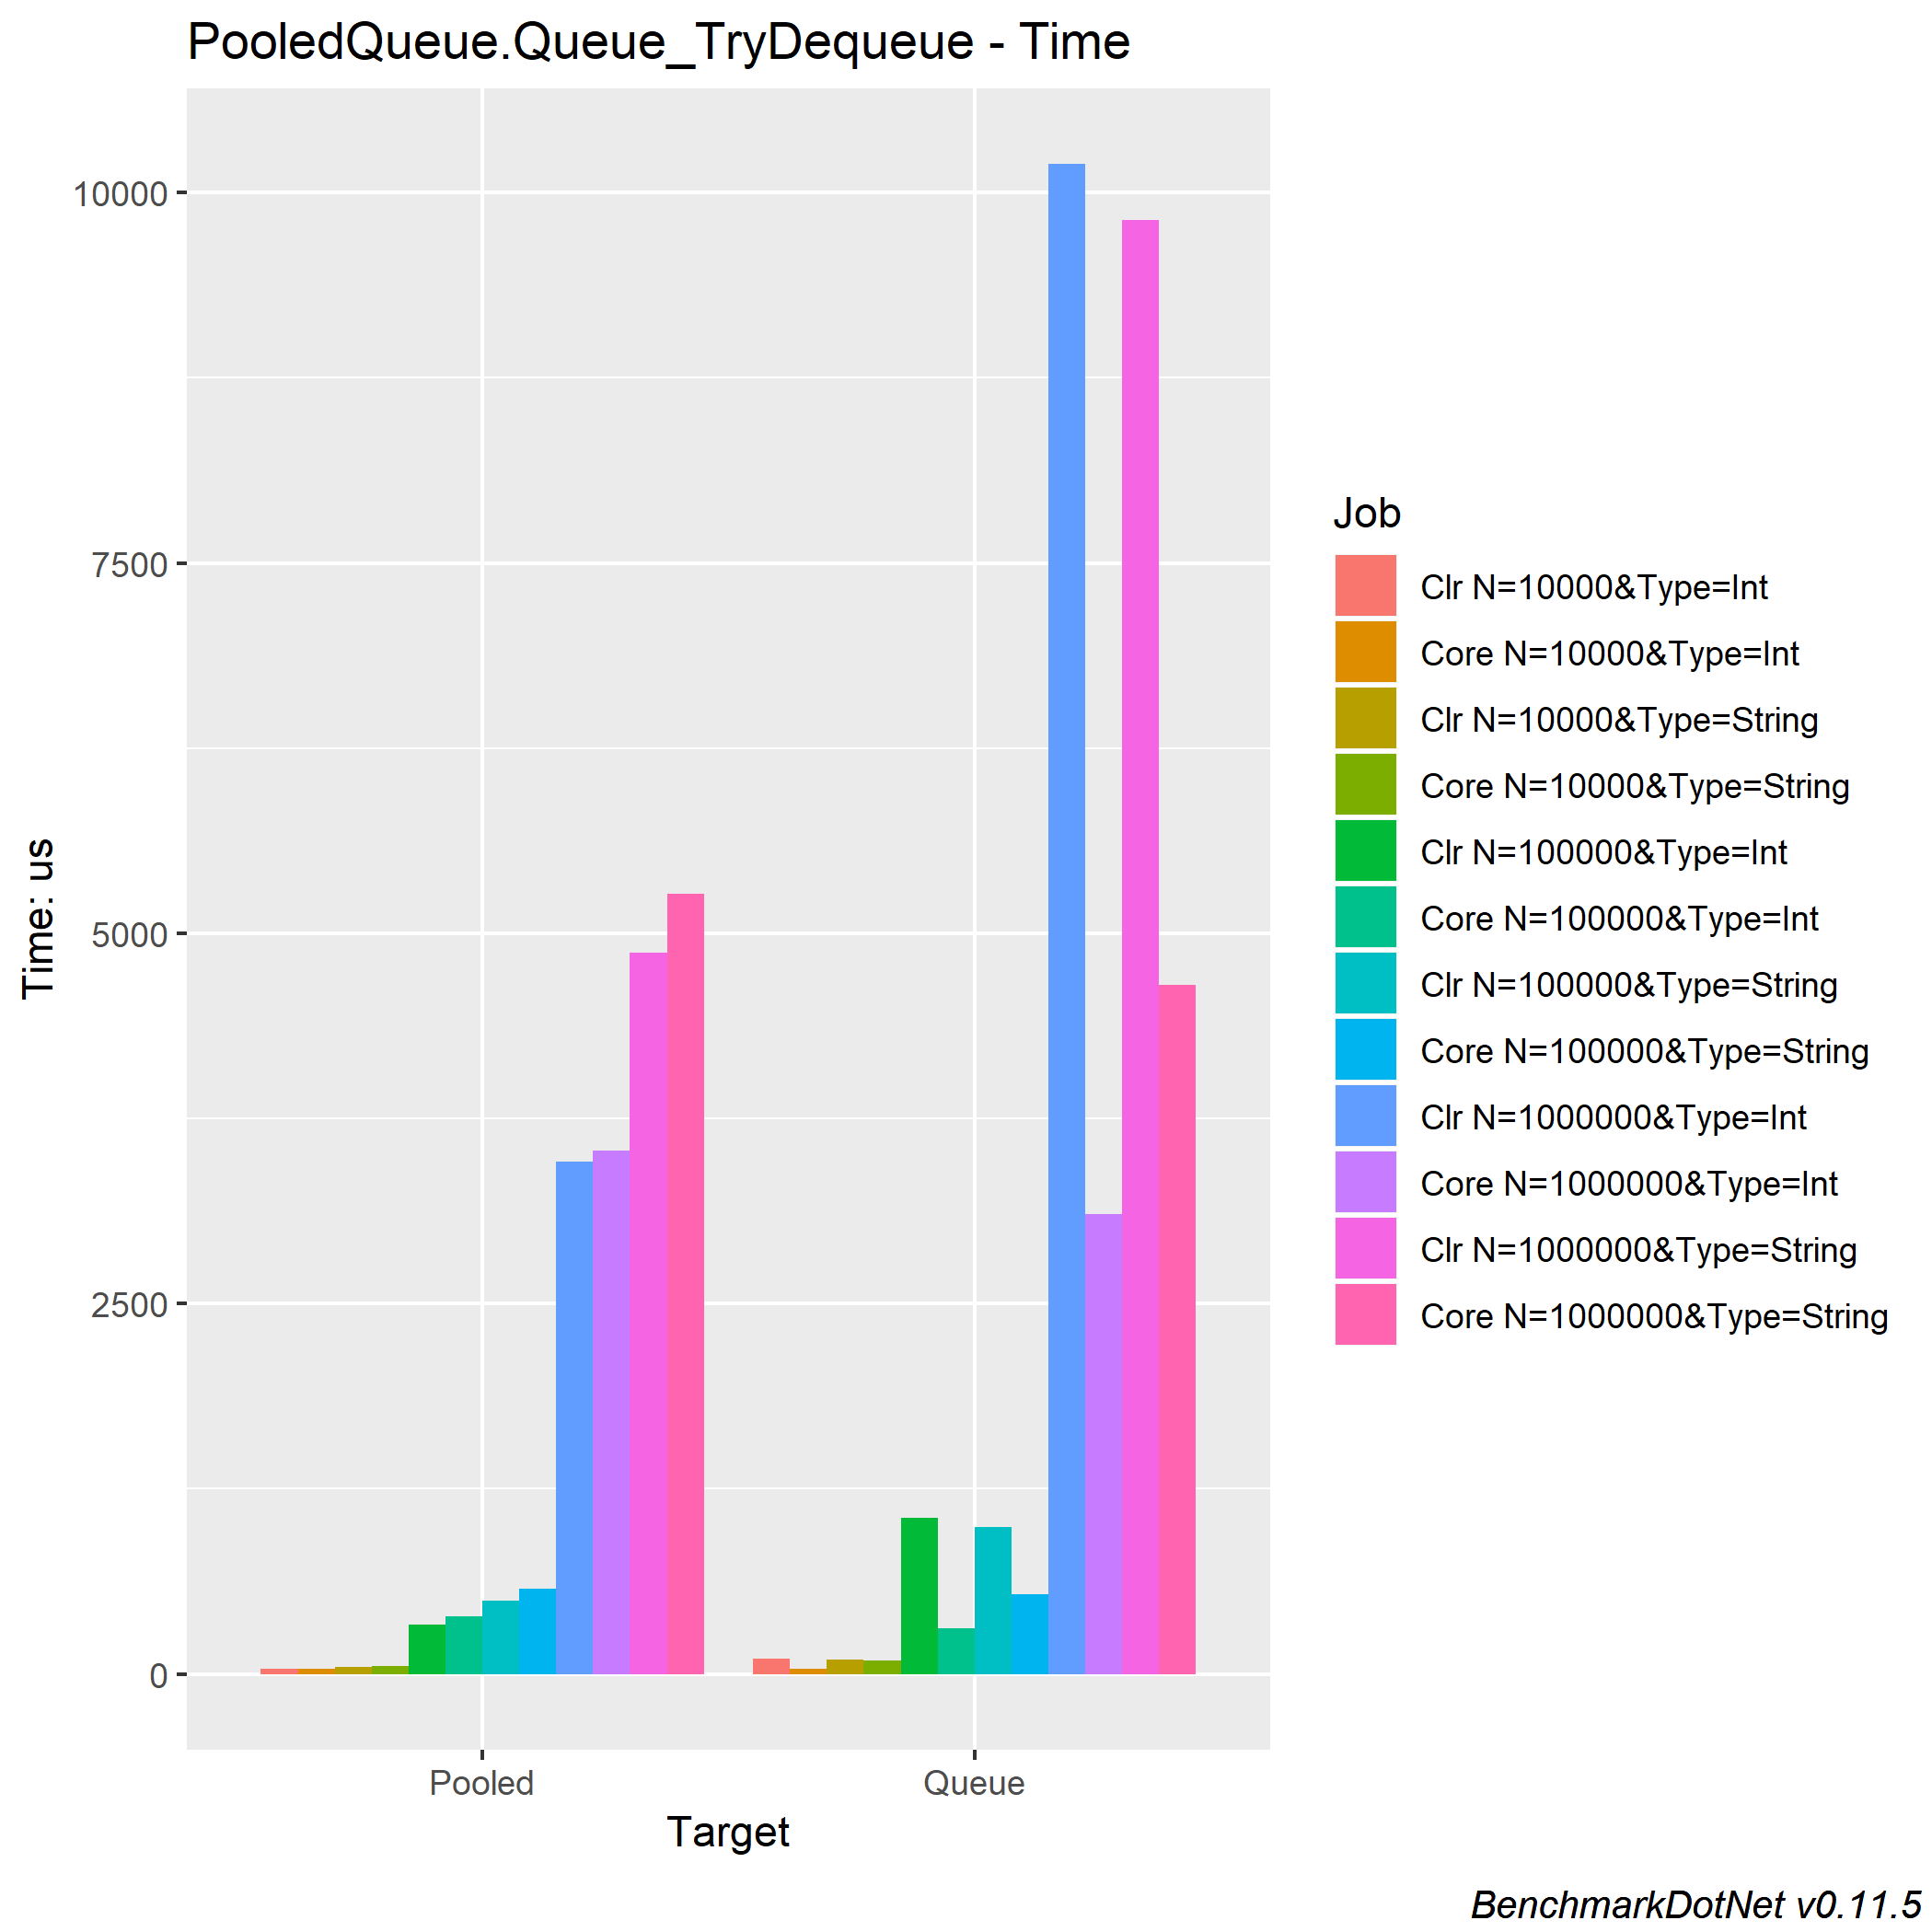 PooledQueue.Queue_TryDequeue - Time
10000
7500
5000
2500
0
Time: us
Pooled
Queue
Target
Job
Clr N=10000&Type=Int
Core N=10000&Type=Int
Clr N=10000&Type=String
Core N=10000&Type=String
Clr N=100000&Type=Int
Core N=100000&Type=Int
Clr N=100000&Type=String
Core N=100000&Type=String
Clr N=1000000&Type=Int
Core N=1000000&Type=Int
Clr N=1000000&Type=String
Core N=1000000&Type=String
BenchmarkDotNet v0.11.5